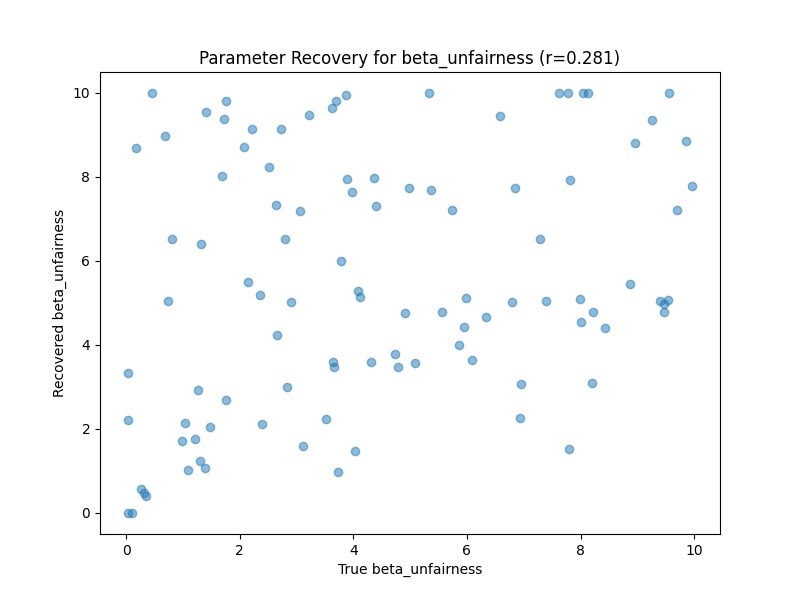 Parameter Recovery for beta_unfairness (r=0.281)
Recovered beta_unfairness
10
8
6
4
2
0
0 2 4 6 8 10
True beta_unfairness